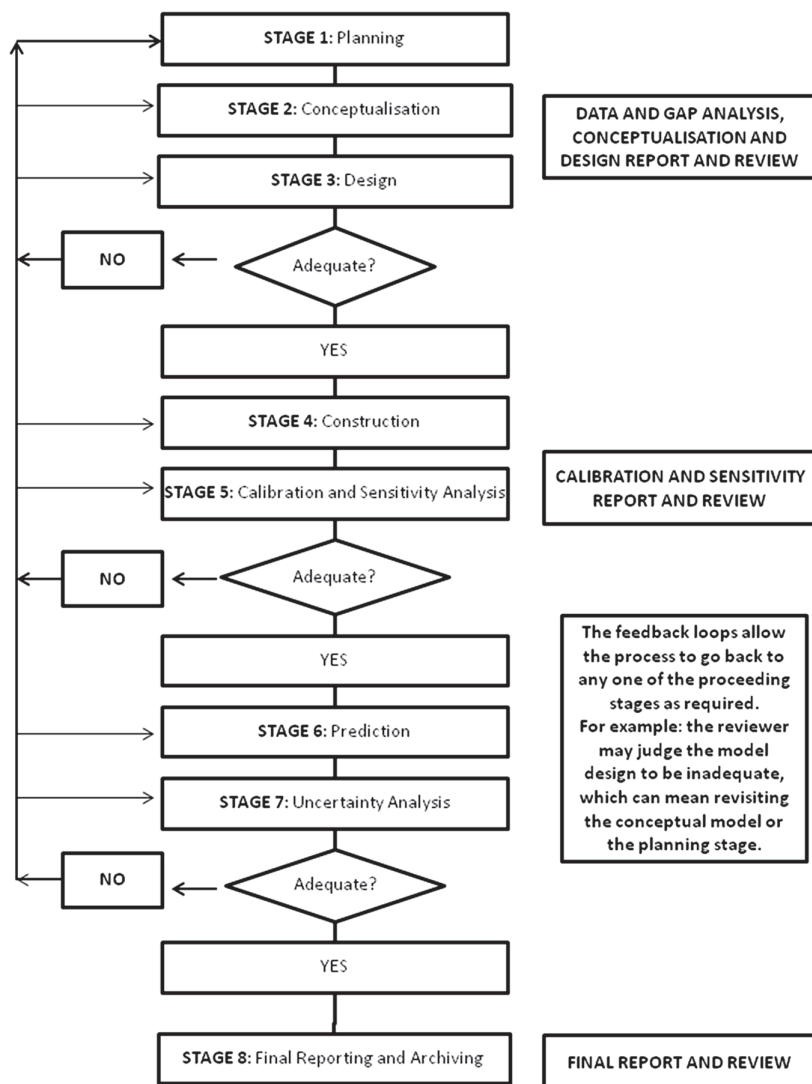 STAGE 1: Planning
STAGE 2: Conceptualisation
DATA AND GAP ANALYSIS,
CONCEPTUALISATION AND
DESIGN REPORT AND REVIEW
STAGE 3: Design
NO
Adequate?
YES
STAGE 4: Construction
STAGE 5: Calibration and Sensitivity Analysis
CALIBRATION AND SENSITIVITY
REPORT AND REVIEW
NO
Adequate?
YES
The feedback loops allow
the process to go back to
any one of the proceeding
stages as required.
For example: the reviewer
may judge the model
design to be inadequate,
which can mean revisiting
the conceptual model or
the planning stage.
STAGE 6: Prediction
STAGE 7: Uncertainty Analysis
NO
Adequate?
YES
STAGE 8: Final Reporting and Archiving
FINAL REPORT AND REVIEW